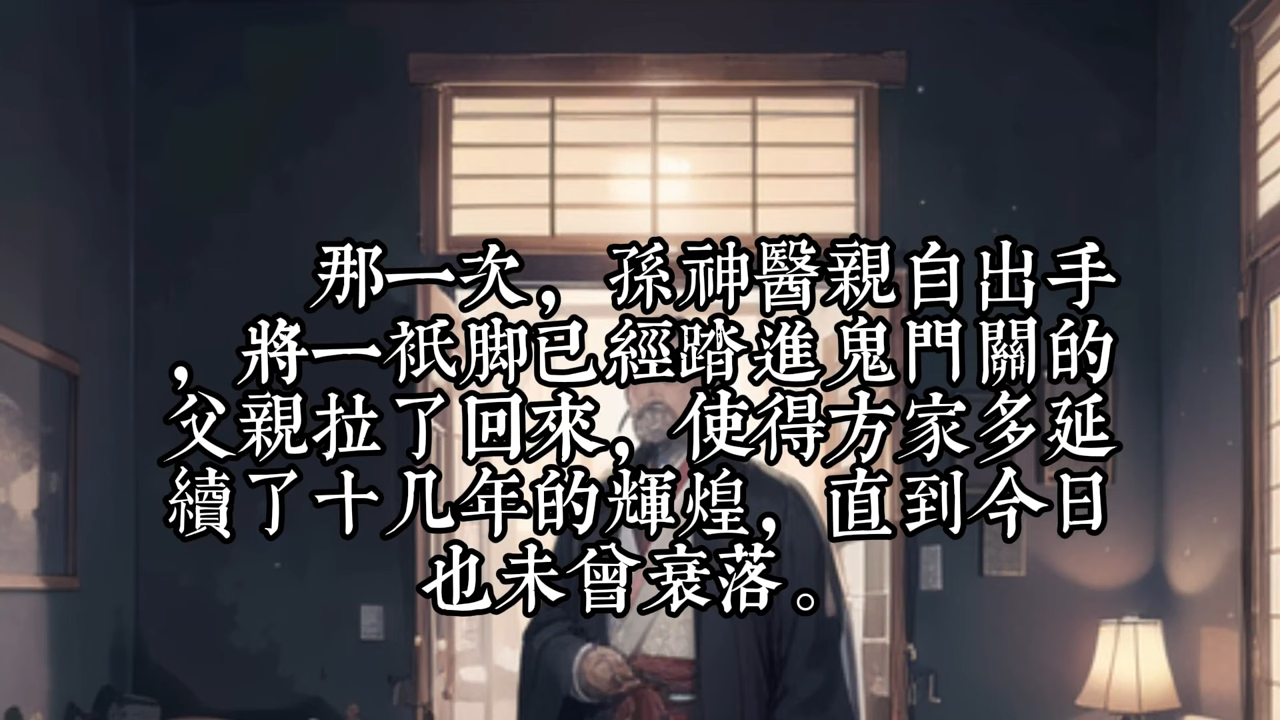 那一次，孫神醫親自出手
，將一衹脚已經踏進鬼門關的
父親拉了回來，使得方家多延
續了十几年的輝煌，直到今日
也未曾衰落。